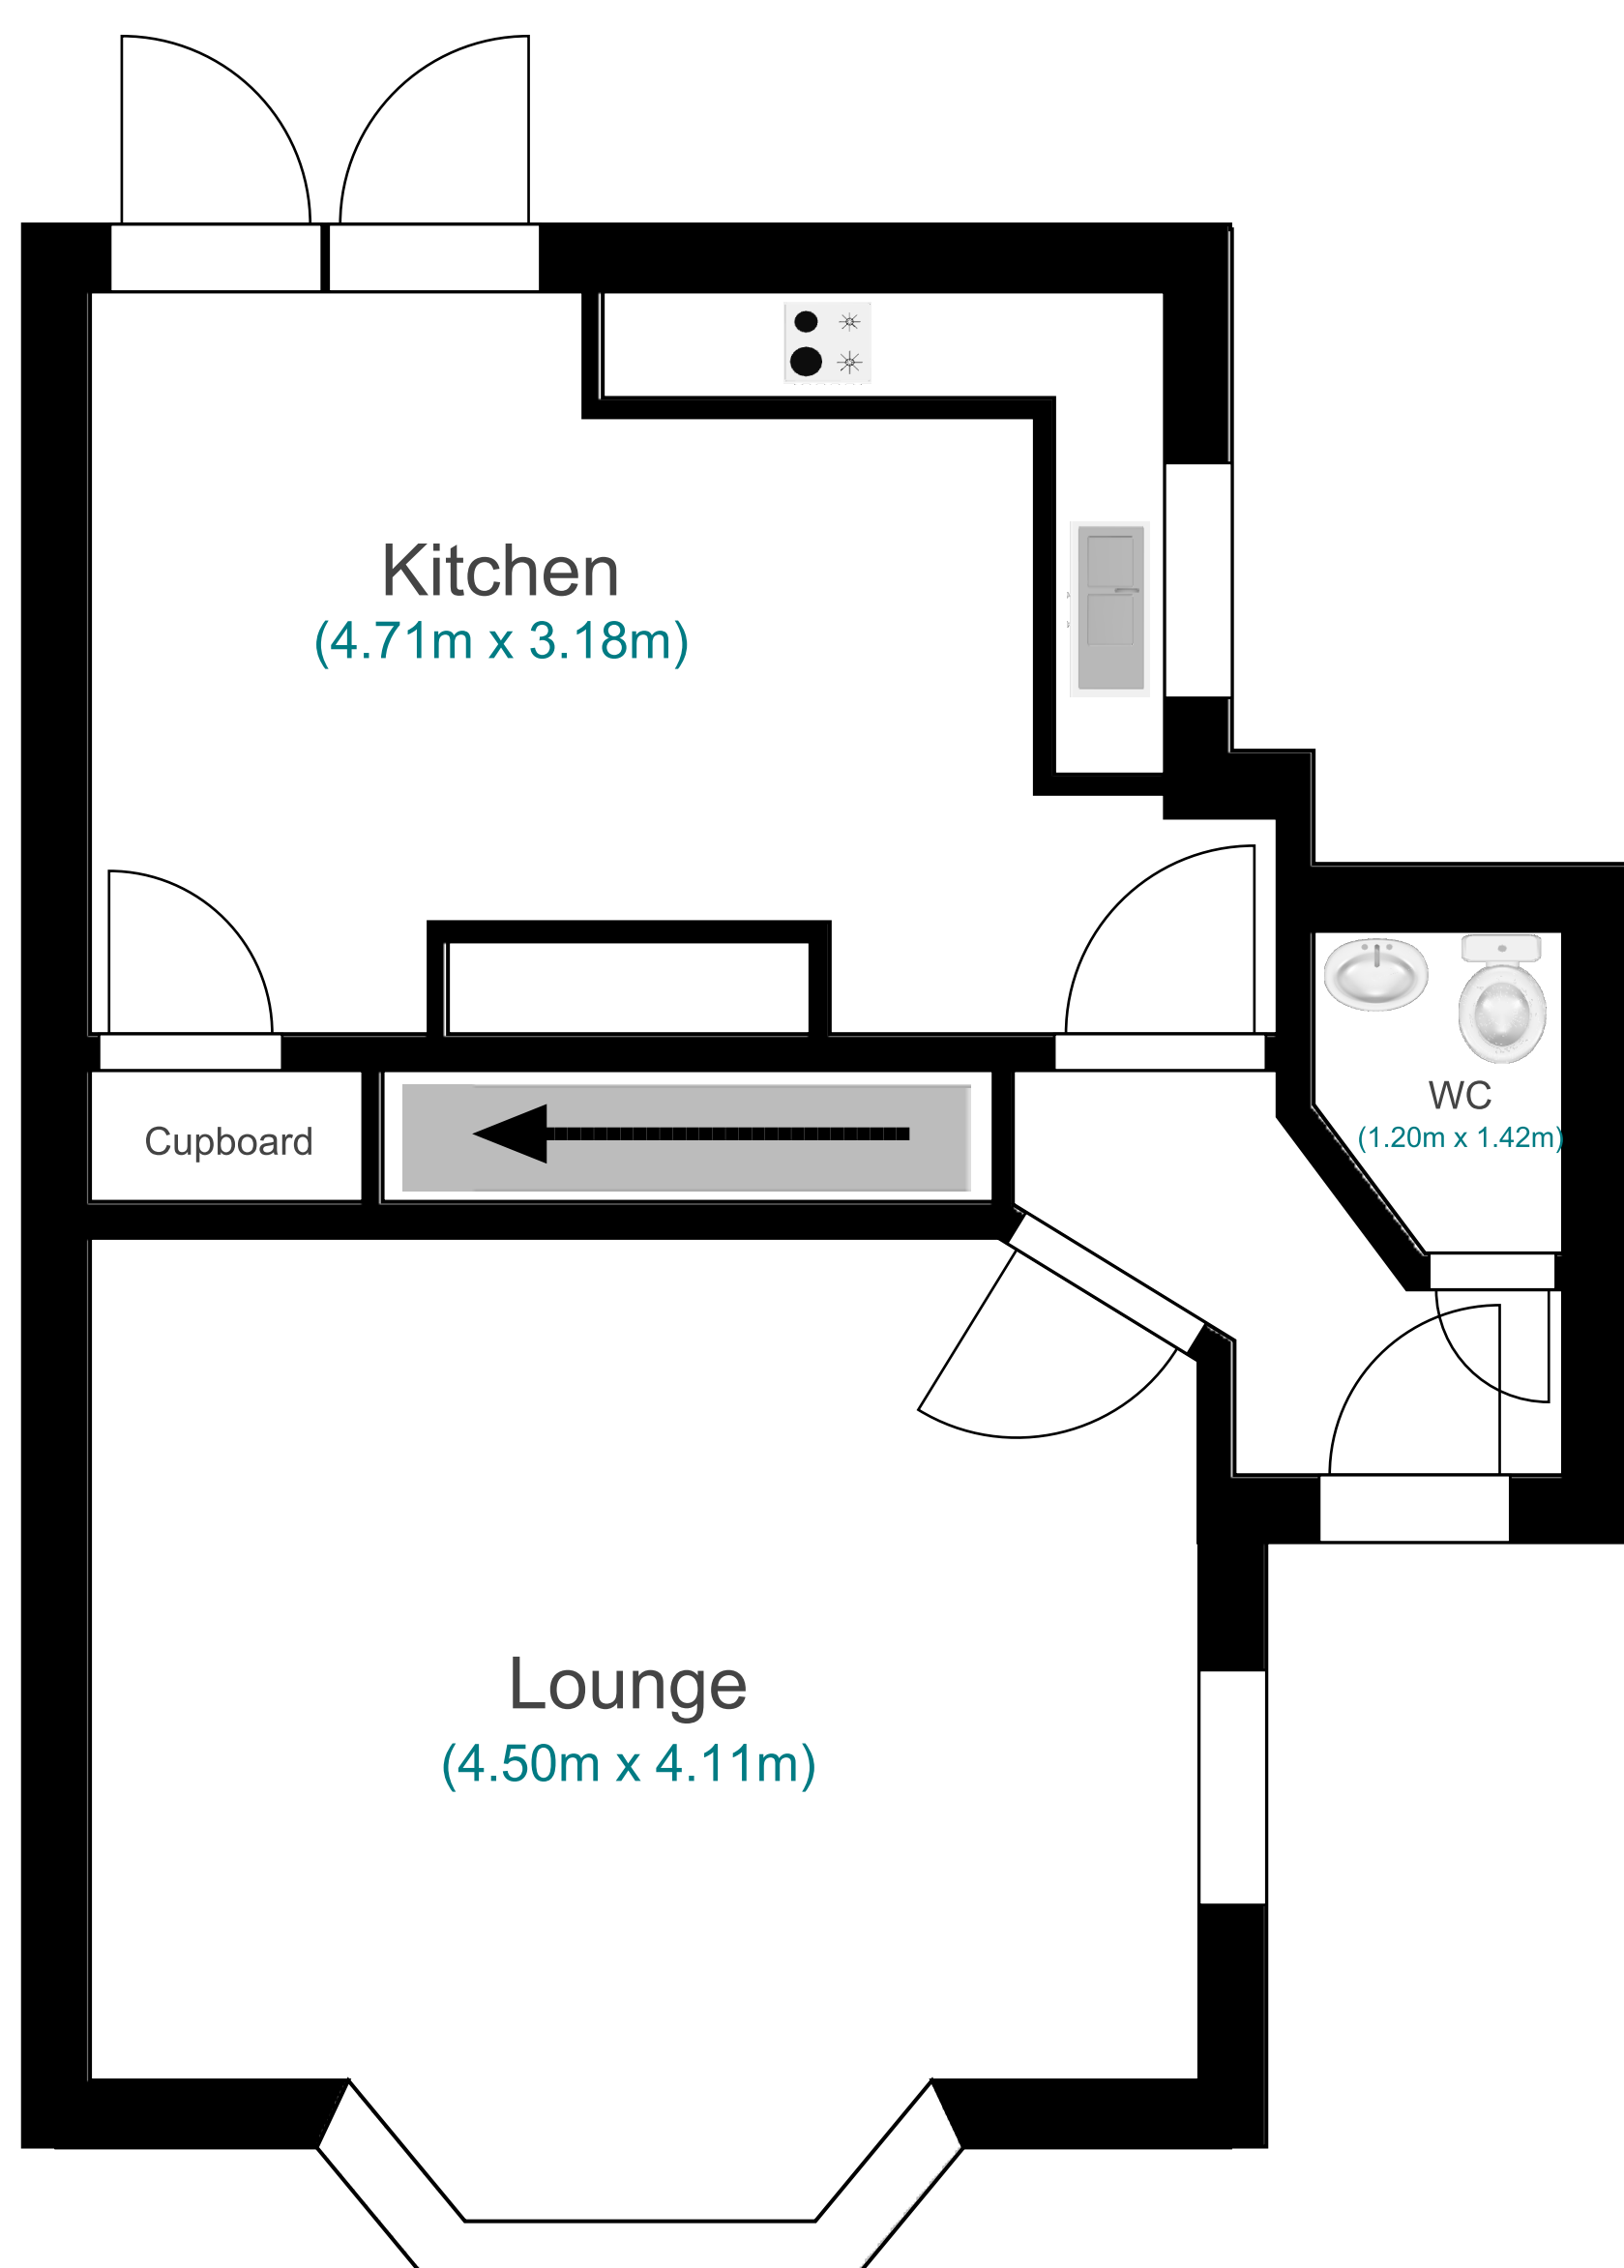 Kitchen
(4.71m x 3.18m)
WC
(1.20m x 1.42m)
Cupboard
Lounge
(4.50m x 4.11m)